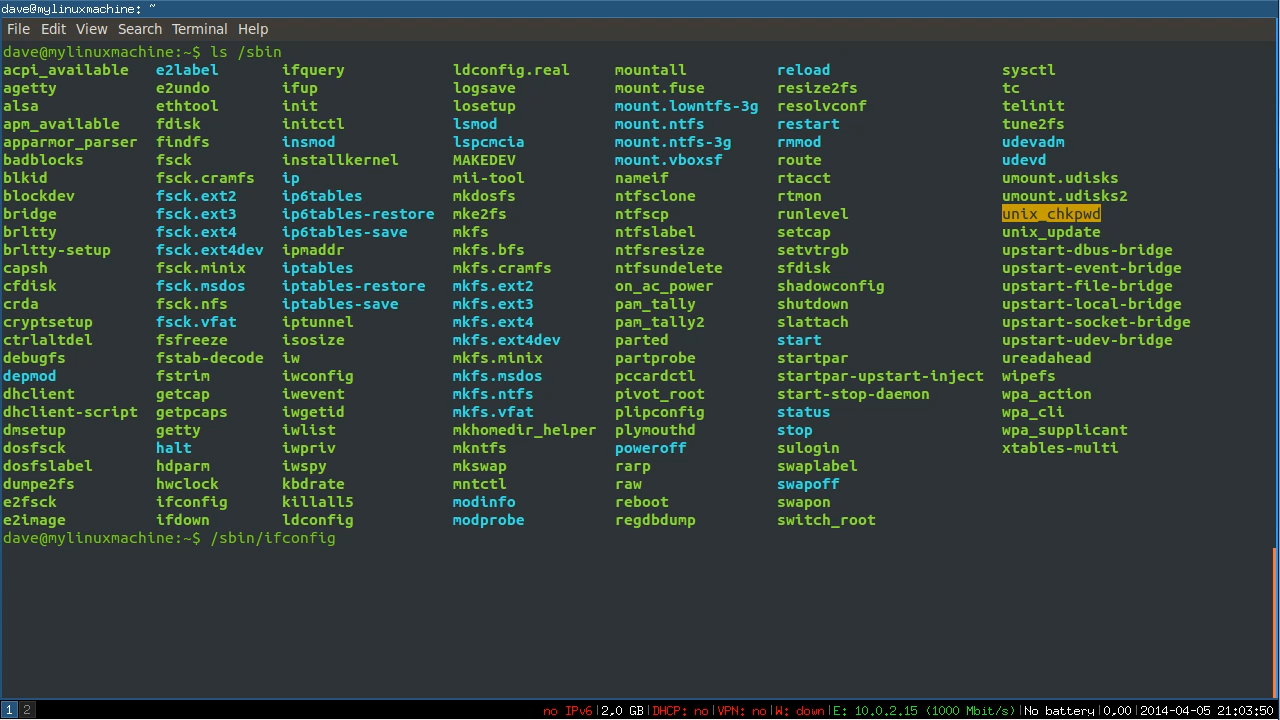 dave@mylinuxmachine: ~
File Edit View Search Terminal Help
dave@mylinuxmachine:~$ ls /sbin
acpi_available e2label ifquery ldconfig.real mountall reload sysctl
agetty e2undo ifup logsave mount.fuse resize2fs tc
alsa ethtool init losetup mount.lowntfs-3g resolvconf telinit
apm_available fdisk initctl lsmod mount.ntfs restart tune2fs
apparmor_parser findfs insmod lspcmcia mount.ntfs-3g rmmod udevadm
badblocks fsck installkernel MAKEDEV mount.vboxsf route udevd
blkid fsck.cramfs ip mii-tool nameif rtacct umount.udisks
blockdev fsck.ext2 ip6tables mkdosfs ntfsclone rtmon umount.udisks2
bridge fsck.ext3 ip6tables-restore mke2fs ntfscp runlevel unix_chkpwd
brltty fsck.ext4 ip6tables-save mkfs ntfslabel setcap unix_update
brltty-setup fsck.ext4dev ipmaddr mkfs.bfs ntfsresize setvtrgb upstart-dbus-bridge
capsh fsck.minix iptables mkfs.cramfs ntfsundelete sfdisk upstart-event-bridge
cfdisk fsck.msdos iptables-restore mkfs.ext2 on_ac_power shadowconfig upstart-file-bridge
crda fsck.nfs iptables-save mkfs.ext3 pam_tally shutdown upstart-local-bridge
cryptsetup fsck.vfat iptunnel mkfs.ext4 pam_tally2 slattach upstart-socket-bridge
ctrlaltdel fsfreeze isosize mkfs.ext4dev parted start upstart-udev-bridge
debugfs fstab-decode iw mkfs.minix partprobe startpar ureadahead
depmod fstrim iwconfig mkfs.msdos pccardctl startpar-upstart-inject wipefs
dhclient getcap iwevent mkfs.ntfs pivot_root start-stop-daemon wpa_action
dhclient-script getpcaps iwgetid mkfs.vfat plipconfig status wpa_cli
dmsetup getty iwlist mkhomedir_helper plymouthd stop wpa_supplicant
dosfsck halt iwpriv mkntfs poweroff sulogin xtables-multi
dosfslabel hdparm iwspy mkswap rarp swaplabel
dumpe2fs hwclock kbdrate mntctl raw swapoff
e2fsck ifconfig killall5 modinfo reboot swapon
e2image ifdown ldconfig modprobe regdbdump switch_root
dave@mylinuxmachine:~$ /sbin/ifconfig
1 2 no IPv6|2,0 GB|DHCP: no|VPN: no|W: down|E: 10.0.2.15 (1000 Mbit/s)|No battery|0,00|2014-04-05 21:03:50